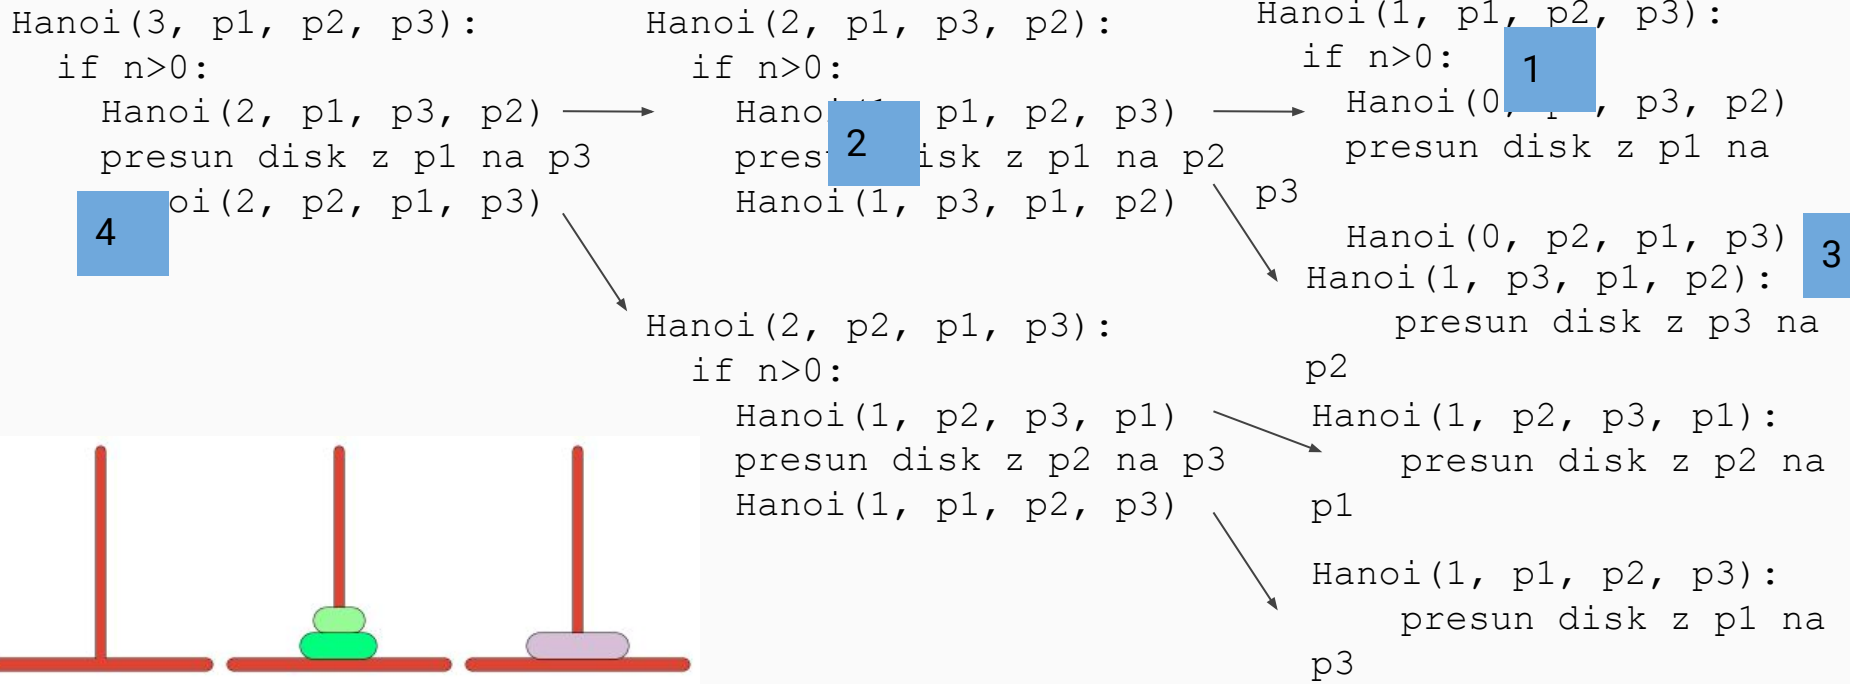 Hanoi(3, p1, p2, p3):
if n>0:
Hanoi(2, p1, p3, p2)
presun disk z p1 na p3
oi(2, p2, p1, p3)
4
Hanoi(2, p1, p3, p2):
if n>0:
Hano p1, p2, p3)
2
pres isk z p1 na p2
Hanoi(1, p3, p1, p2)
Hanoi(1, p1, p2, p3):
if n>0:
1
Hanoi(0, p3, p2)
presun disk z p1 na
p3
Hanoi(0, p2, p1, p3)
3
Hanoi(1, p3, p1, p2):
presun disk z p3 na
p2
Hanoi(2, p2, p1, p3):
if n>0:
Hanoi(1, p2, p3, p1)
presun disk z p2 na p3
Hanoi(1, p1, p2, p3)
Hanoi(1, p2, p3, p1):
presun disk z p2 na
p1
Hanoi(1, p1, p2, p3):
presun disk z p1 na
p3